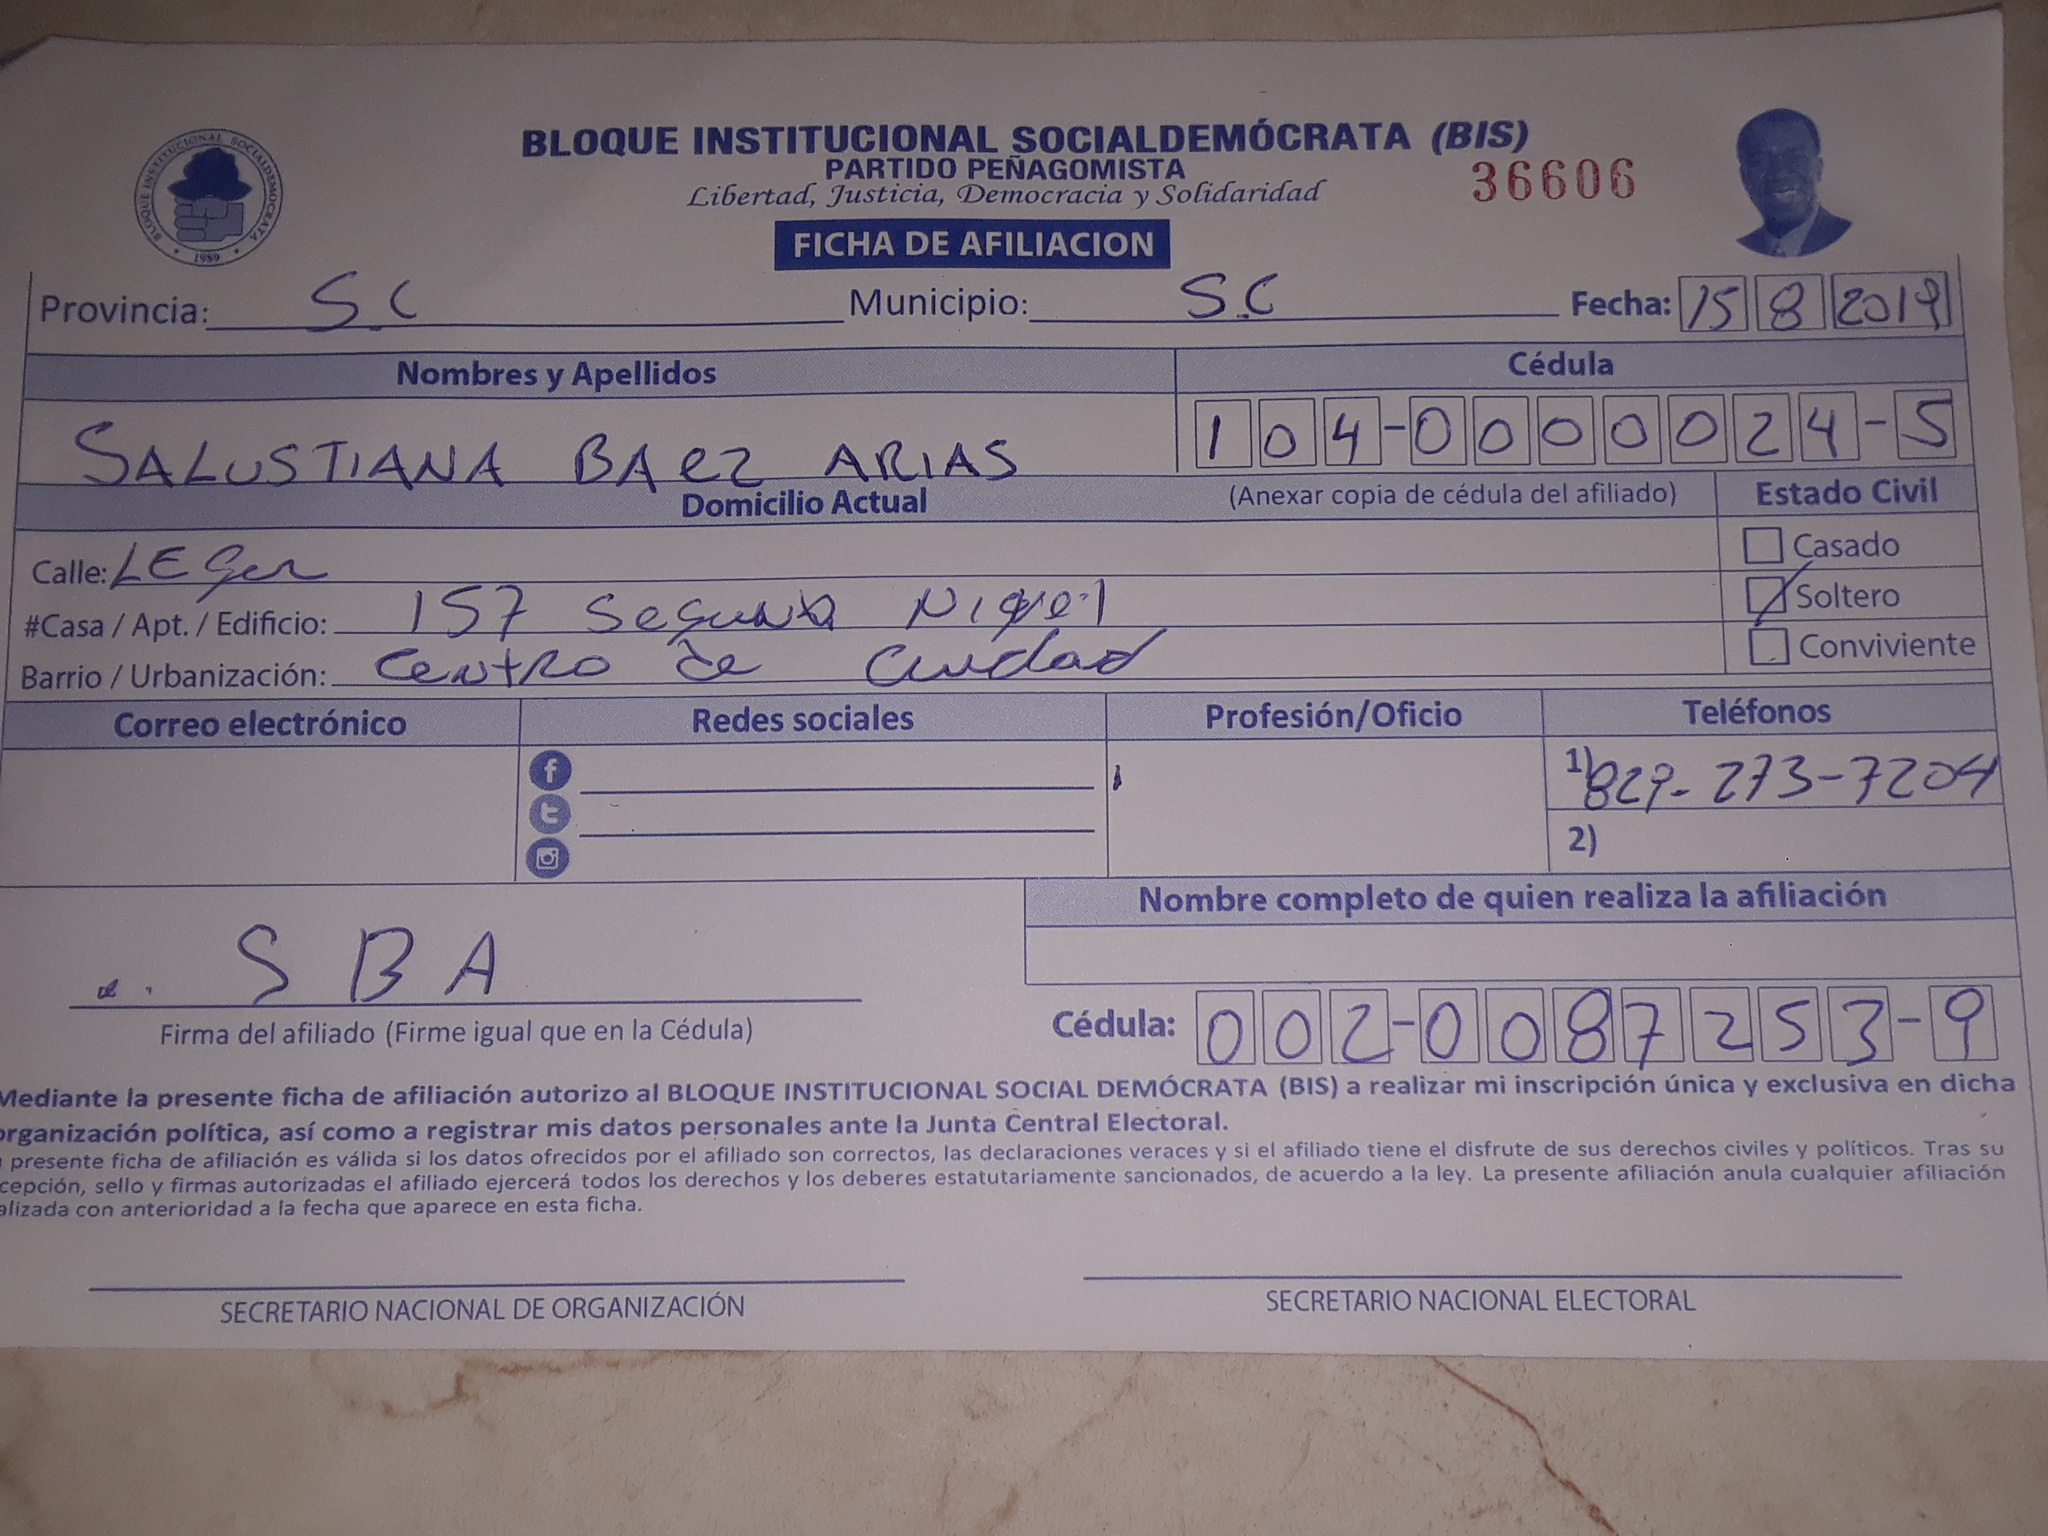 BLOQUE INSTITUCIONAL SOCIALDEMOCRATA
1989
BLOQUE INSTITUCIONAL SOCIALDEMÓCRATA (BIS)
PARTIDO PEÑAGOMISTA
36606
Libertad, Justicia, Democracia y Solidaridad
FICHA DE AFILIACION
Provincia: S.C Municipio: S.C Fecha: 15 8 2019
Nombres y Apellidos Cédula
SALUSTIANA BAEZ ARIAS 104-0000024-5
Domicilio Actual (Anexar copia de cédula del afiliado) Estado Civil
Calle: Casado
#Casa / Apt. / Edificio: 157 Segunda Soltero
Barrio / Urbanización: Centro de Ciudad Conviviente
Correo electrónico Redes sociales Profesión/Oficio Teléfonos
1) 829-273-7204
2)
Nombre completo de quien realiza la afiliación
S B A
Firma del afiliado (Firme igual que en la Cédula) Cédula: 002-0087253-9
Mediante la presente ficha de afiliación autorizo al BLOQUE INSTITUCIONAL SOCIAL DEMÓCRATA (BIS) a realizar mi inscripción única y exclusiva en dicha
organización política, así como a registrar mis datos personales ante la Junta Central Electoral.
presente ficha de afiliación es válida si los datos ofrecidos por el afiliado son correctos, las declaraciones veraces y si el afiliado tiene el disfrute de sus derechos civiles y políticos. Tras su
cepción, sello y firmas autorizadas el afiliado ejercerá todos los derechos y los deberes estatutariamente sancionados, de acuerdo a la ley. La presente afiliación anula cualquier afiliación
alizada con anterioridad a la fecha que aparece en esta ficha.
SECRETARIO NACIONAL DE ORGANIZACIÓN SECRETARIO NACIONAL ELECTORAL